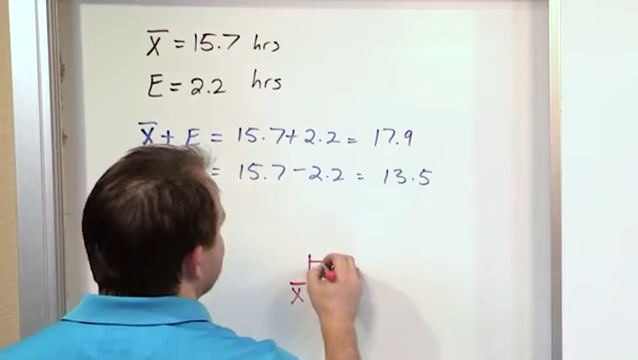 X̄ = 15.7 hrs
E = 2.2 hrs
X̄ + E = 15.7 + 2.2 = 17.9
= 15.7 - 2.2 = 13.5
X̄